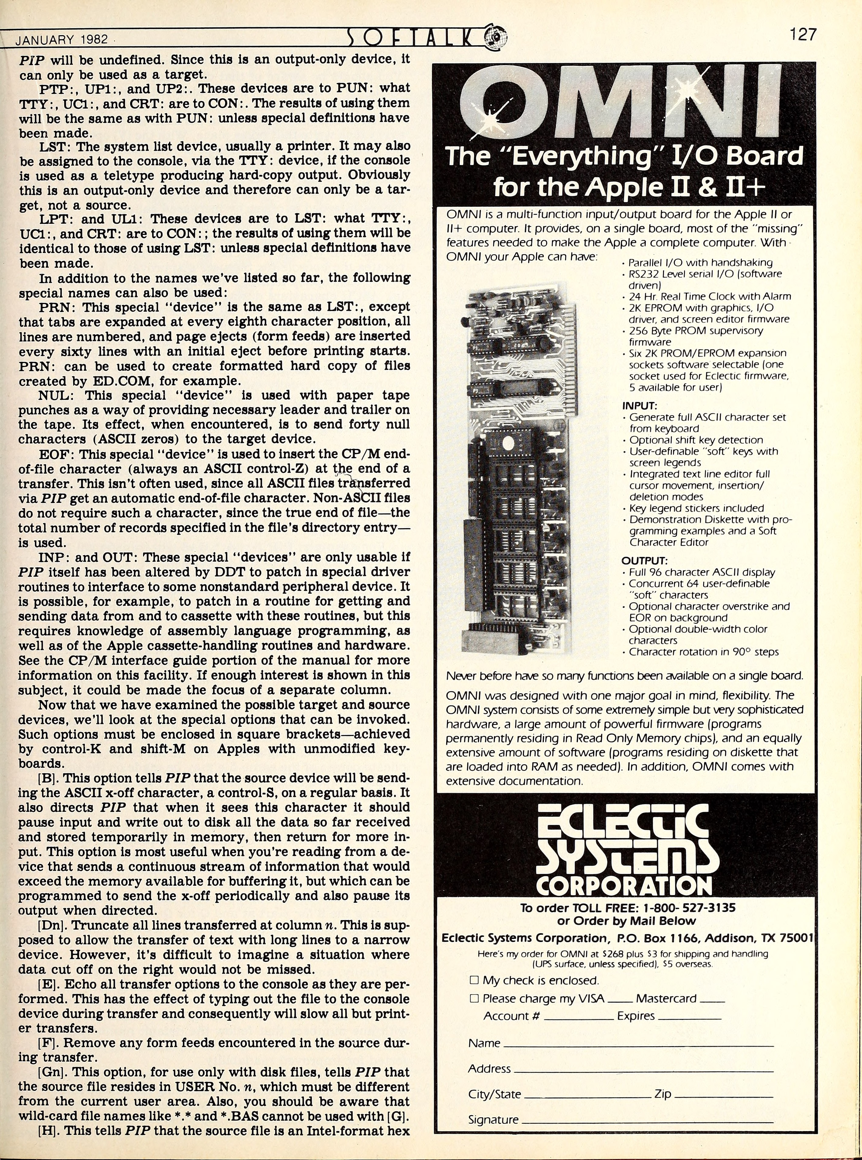 JANUARY 1982
SOFTALK
127
PIP will be undefined. Since this is an output-only device, it
can only be used as a target.
PTP:, UP1:, and UP2:. These devices are to PUN: what
TTY:, UC1:, and CRT: are to CON:. The results of using them
will be the same as with PUN: unless special definitions have
been made.
LST: The system list device, usually a printer. It may also
be assigned to the console, via the TTY: device, if the console
is used as a teletype producing hard-copy output. Obviously
this is an output-only device and therefore can only be a tar-
get, not a source.
LPT: and UL1: These devices are to LST: what TTY:,
UC1:, and CRT: are to CON:; the results of using them will be
identical to those of using LST: unless special definitions have
been made.
In addition to the names we've listed so far, the following
special names can also be used:
PRN: This special "device" is the same as LST:, except
that tabs are expanded at every eighth character position, all
lines are numbered, and page ejects (form feeds) are inserted
every sixty lines with an initial eject before printing starts.
PRN: can be used to create formatted hard copy of files
created by ED.COM, for example.
NUL: This special "device" is used with paper tape
punches as a way of providing necessary leader and trailer on
the tape. Its effect, when encountered, is to send forty null
characters (ASCII zeros) to the target device.
EOF: This special "device" is used to insert the CP/M end-
of-file character (always an ASCII control-Z) at the end of a
transfer. This isn't often used, since all ASCII files transferred
via PIP get an automatic end-of-file character. Non-ASCII files
do not require such a character, since the true end of file—the
total number of records specified in the file's directory entry—
is used.
INP: and OUT: These special "devices" are only usable if
PIP itself has been altered by DDT to patch in special driver
routines to interface to some nonstandard peripheral device. It
is possible, for example, to patch in a routine for getting and
sending data from and to cassette with these routines, but this
requires knowledge of assembly language programming, as
well as of the Apple cassette-handling routines and hardware.
See the CP/M interface guide portion of the manual for more
information on this facility. If enough interest is shown in this
subject, it could be made the focus of a separate column.
Now that we have examined the possible target and source
devices, we'll look at the special options that can be invoked.
Such options must be enclosed in square brackets—achieved
by control-K and shift-M on Apples with unmodified key-
boards.
[B]. This option tells PIP that the source device will be send-
ing the ASCII x-off character, a control-S, on a regular basis. It
also directs PIP that when it sees this character it should
pause input and write out to disk all the data so far received
and stored temporarily in memory, then return for more in-
put. This option is most useful when you're reading from a de-
vice that sends a continuous stream of information that would
exceed the memory available for buffering it, but which can be
programmed to send the x-off periodically and also pause its
output when directed.
[Dn]. Truncate all lines transferred at column n. This is sup-
posed to allow the transfer of text with long lines to a narrow
device. However, it's difficult to imagine a situation where
data cut off on the right would not be missed.
[E]. Echo all transfer options to the console as they are per-
formed. This has the effect of typing out the file to the console
device during transfer and consequently will slow all but print-
er transfers.
[F]. Remove any form feeds encountered in the source dur-
ing transfer.
[Gn]. This option, for use only with disk files, tells PIP that
the source file resides in USER No. n, which must be different
from the current user area. Also, you should be aware that
wild-card file names like *.* and *.BAS cannot be used with [G].
[H]. This tells PIP that the source file is an Intel-format hex
OMNI
The "Everything" I/O Board
for the Apple II & II+
OMNI is a multi-function input/output board for the Apple II or
II+ computer. It provides, on a single board, most of the "missing"
features needed to make the Apple a complete computer. With
OMNI your Apple can have:
· Parallel I/O with handshaking
· RS232 Level serial I/O (software
driven)
· 24 Hr. Real Time Clock with Alarm
· 2K EPROM with graphics, I/O
driver, and screen editor firmware
· 256 Byte PROM supervisory
firmware
· Six 2K PROM/EPROM expansion
sockets software selectable (one
socket used for Eclectic firmware,
5 available for user)
INPUT:
· Generate full ASCII character set
from keyboard
· Optional shift key detection
· User-definable "soft" keys with
screen legends
· Integrated text line editor full
cursor movement, insertion/
deletion modes
· Key legend stickers included
· Demonstration Diskette with pro-
gramming examples and a Soft
Character Editor
OUTPUT:
· Full 96 character ASCII display
· Concurrent 64 user-definable
"soft" characters
· Optional character overstrike and
EOR on background
· Optional double-width color
characters
· Character rotation in 90° steps
Never before have so many functions been available on a single board.
OMNI was designed with one major goal in mind, flexibility. The
OMNI system consists of some extremely simple but very sophisticated
hardware, a large amount of powerful firmware (programs
permanently residing in Read Only Memory chips), and an equally
extensive amount of software (programs residing on diskette that
are loaded into RAM as needed). In addition, OMNI comes with
extensive documentation.
ECLECTIC
SYSTEMS
CORPORATION
To order TOLL FREE: 1-800-527-3135
or Order by Mail Below
Eclectic Systems Corporation, P.O. Box 1166, Addison, TX 75001
Here's my order for OMNI at $268 plus $3 for shipping and handling
(UPS surface, unless specified), $5 overseas.
□ My check is enclosed.
□ Please charge my VISA ____ Mastercard ____
Account # ____ Expires ____
Name ____
Address ____
City/State ____ Zip ____
Signature ____